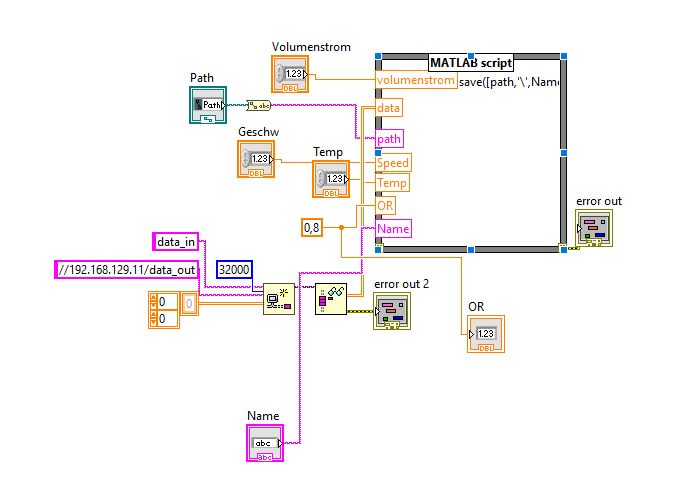 Volumenstrom
1.23
DBL
MATLAB script
volumenstrom
save([path,'\',Name
Path
Path
abc
data
path
Geschw
1.23
DBL
Temp
1.23
DBL
Speed
Temp
OR
Name
0,8
error out
data_in
//192.168.129.11/data_out
32000
0
0
0
error out 2
OR
1.23
DBL
Name
abc
abc